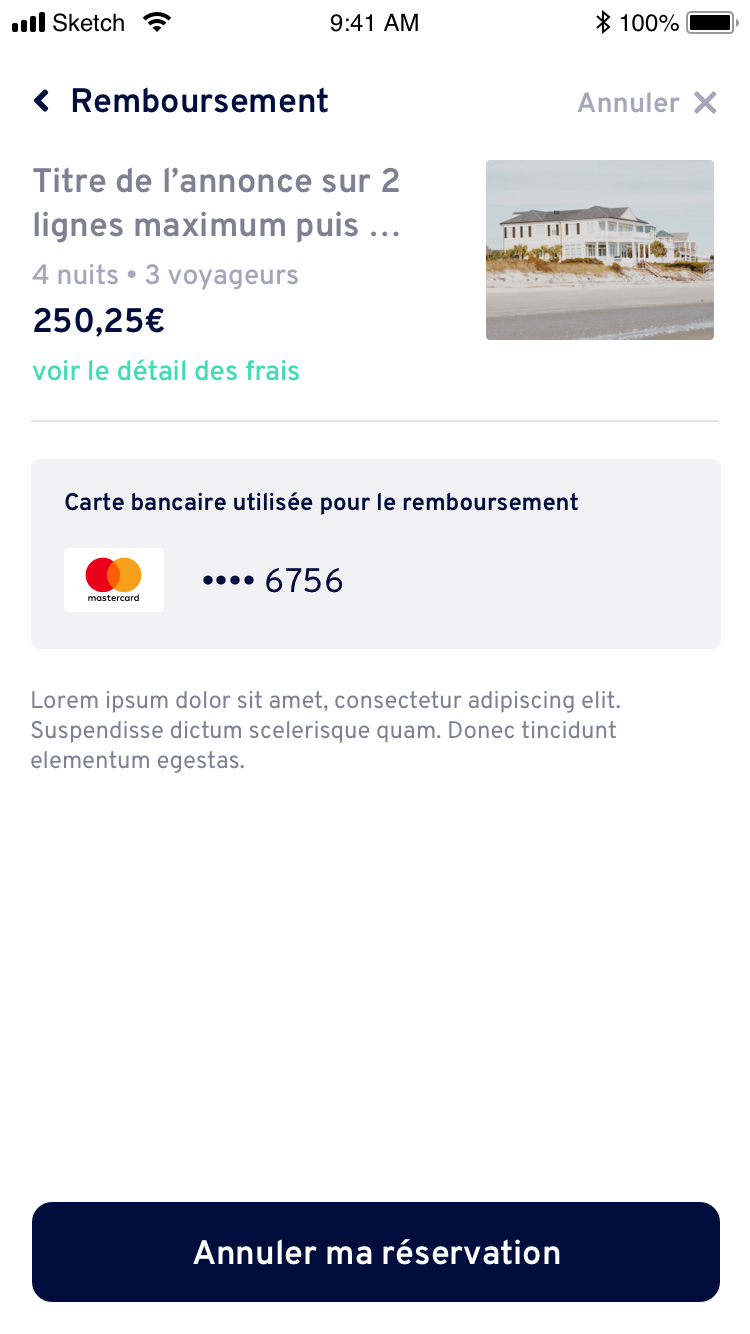 Sketch 9:41 AM 100%
Remboursement Annuler
Titre de l’annonce sur 2
lignes maximum puis ...
4 nuits • 3 voyageurs
250,25€
voir le détail des frais
Carte bancaire utilisée pour le remboursement
mastercard
•••• 6756
Lorem ipsum dolor sit amet, consectetur adipiscing elit.
Suspendisse dictum scelerisque quam. Donec tincidunt
elementum egestas.
Annuler ma réservation